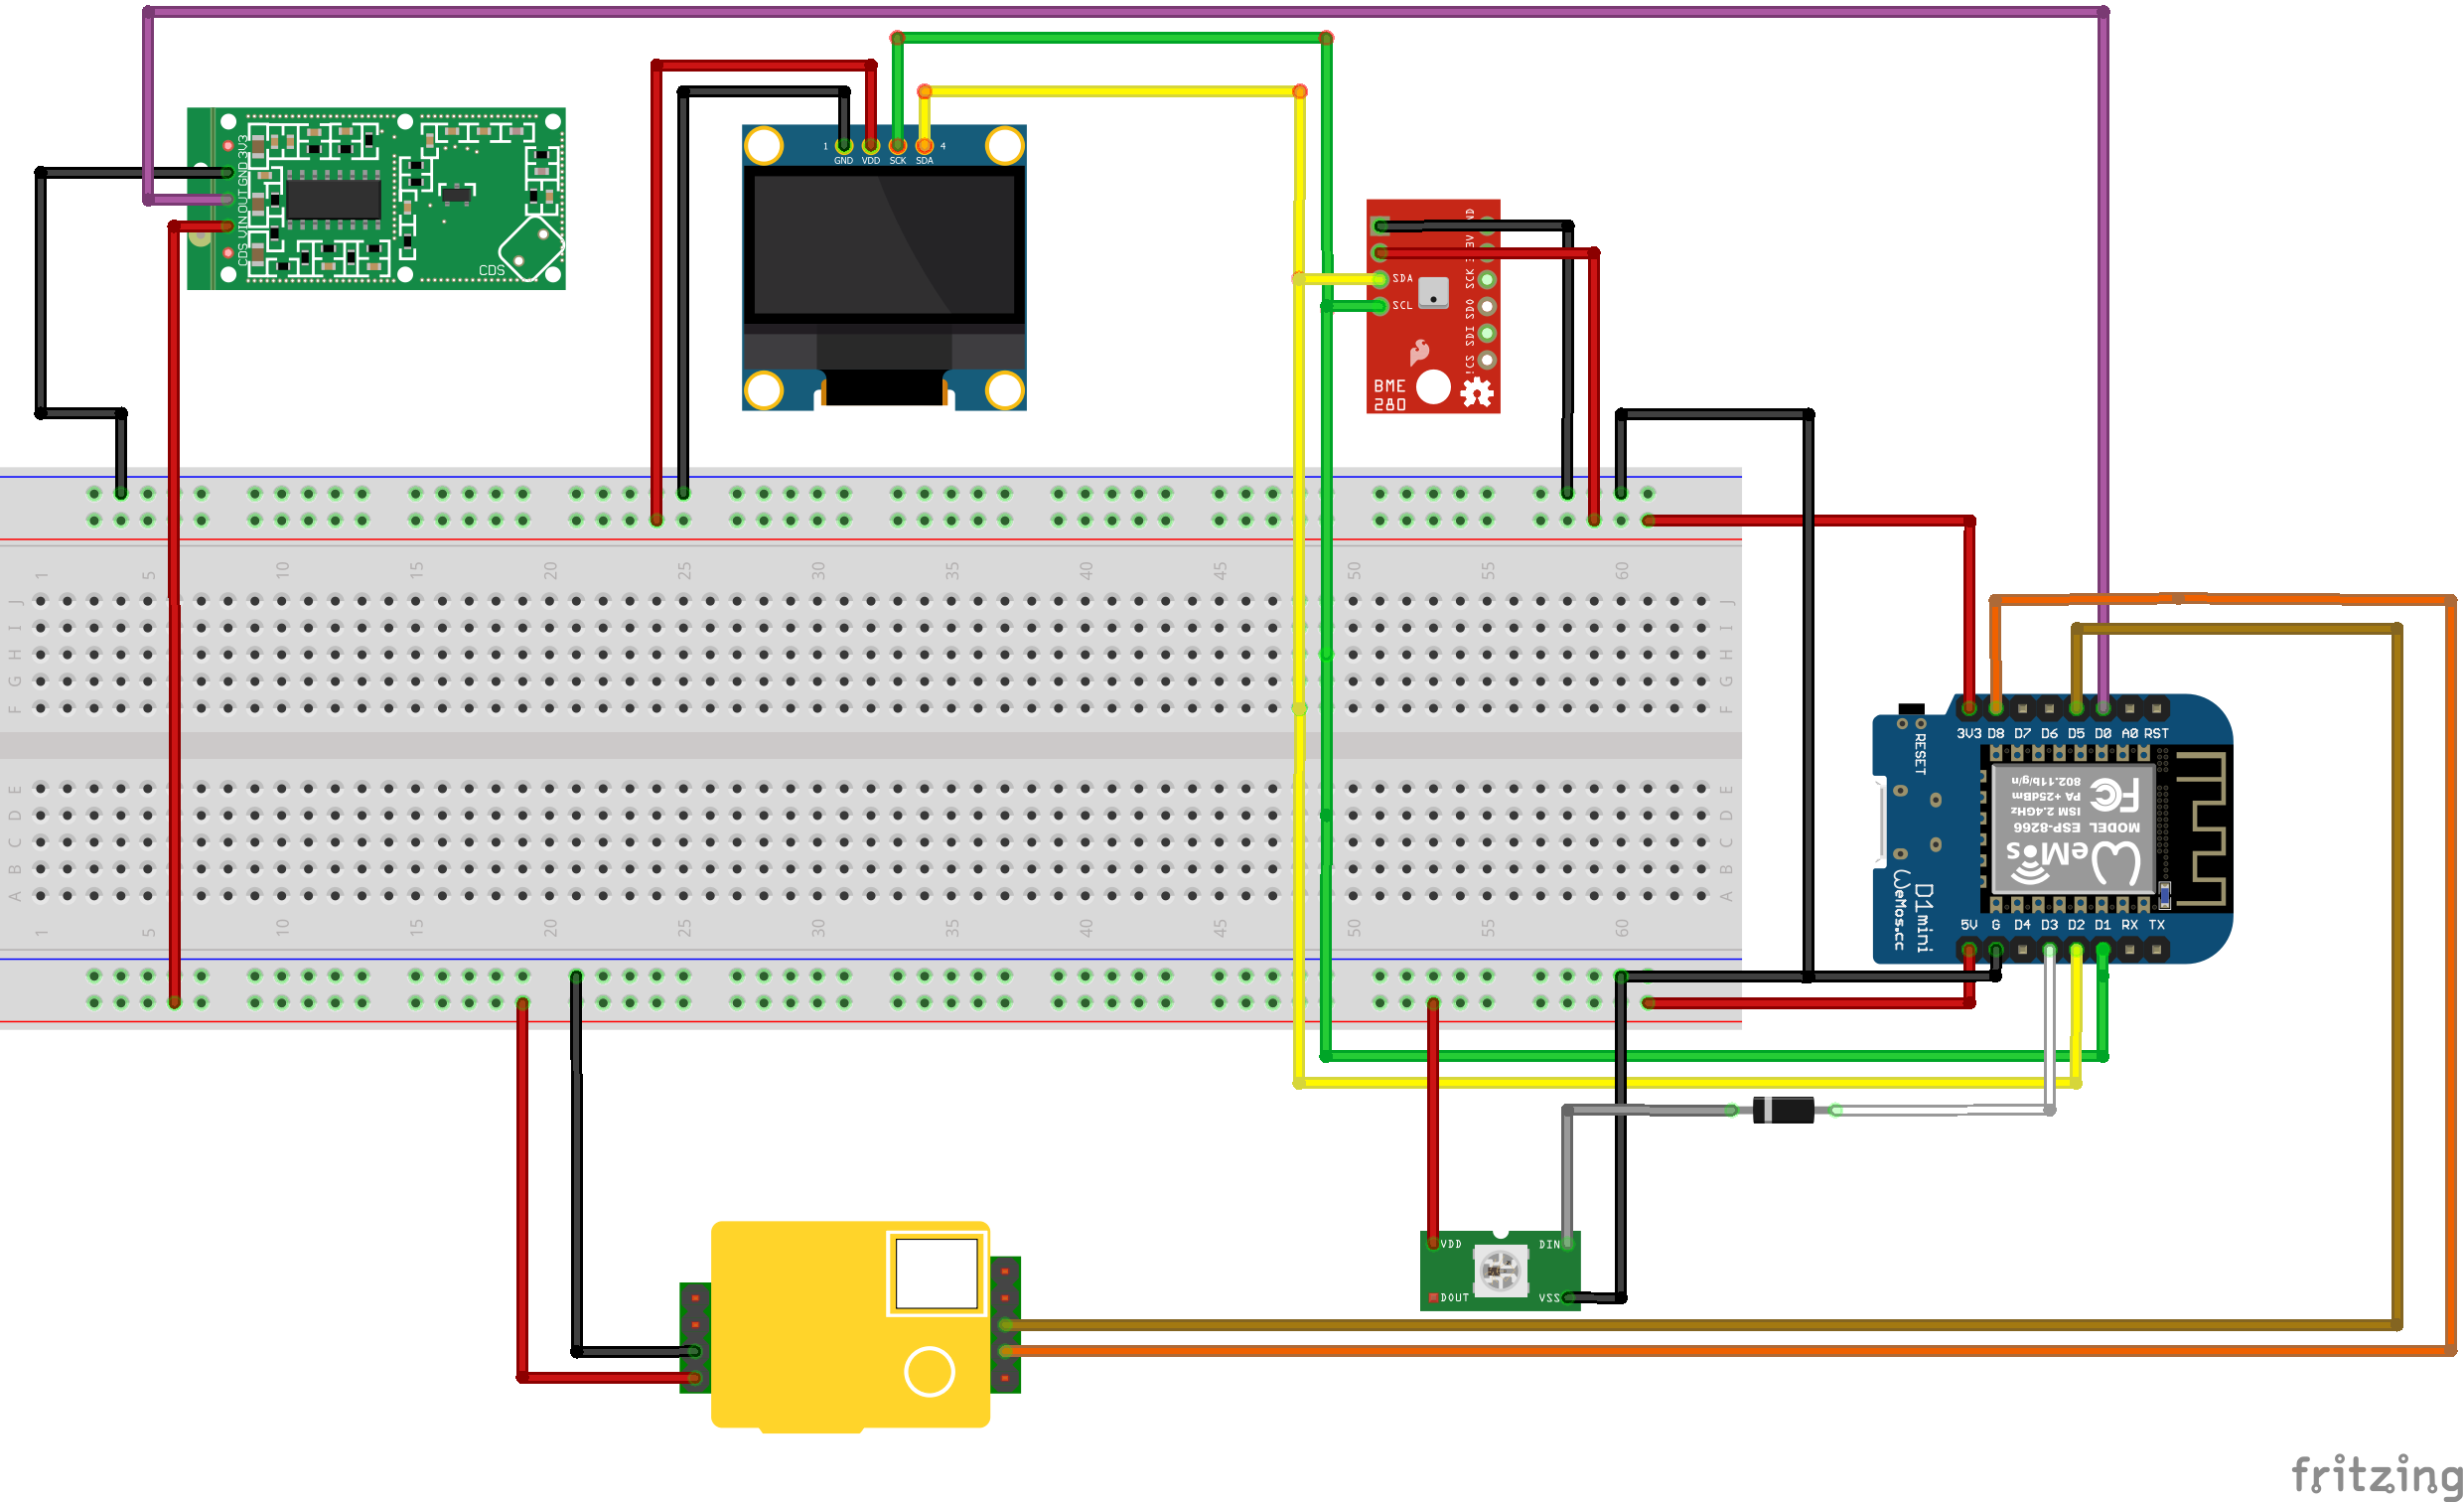 3V3
GND
OUT
VIN
CDS
CDS
1 4
GND VDD SCK SDA
SDA
SCL
SCK
SDO
SDI
!CS
BME
280
1 5 10 15 20 25 30 35 40 45 50 55 60
J J
I I
H H
G G
F F
E E
D D
C C
B B
A A
1 5 10 15 20 25 30 35 40 45 50 55 60
3V3 D8 D7 D6 D5 D0 A0 RST
RESET
802.11b/g/n
PA +25dBm
ISM 2.4GHz
MODEL ESP-8266
FC
WeMos
D1mini
WeMos.cc
5V G D4 D3 D2 D1 RX TX
VDD DIN
DOUT VSS
fritzing